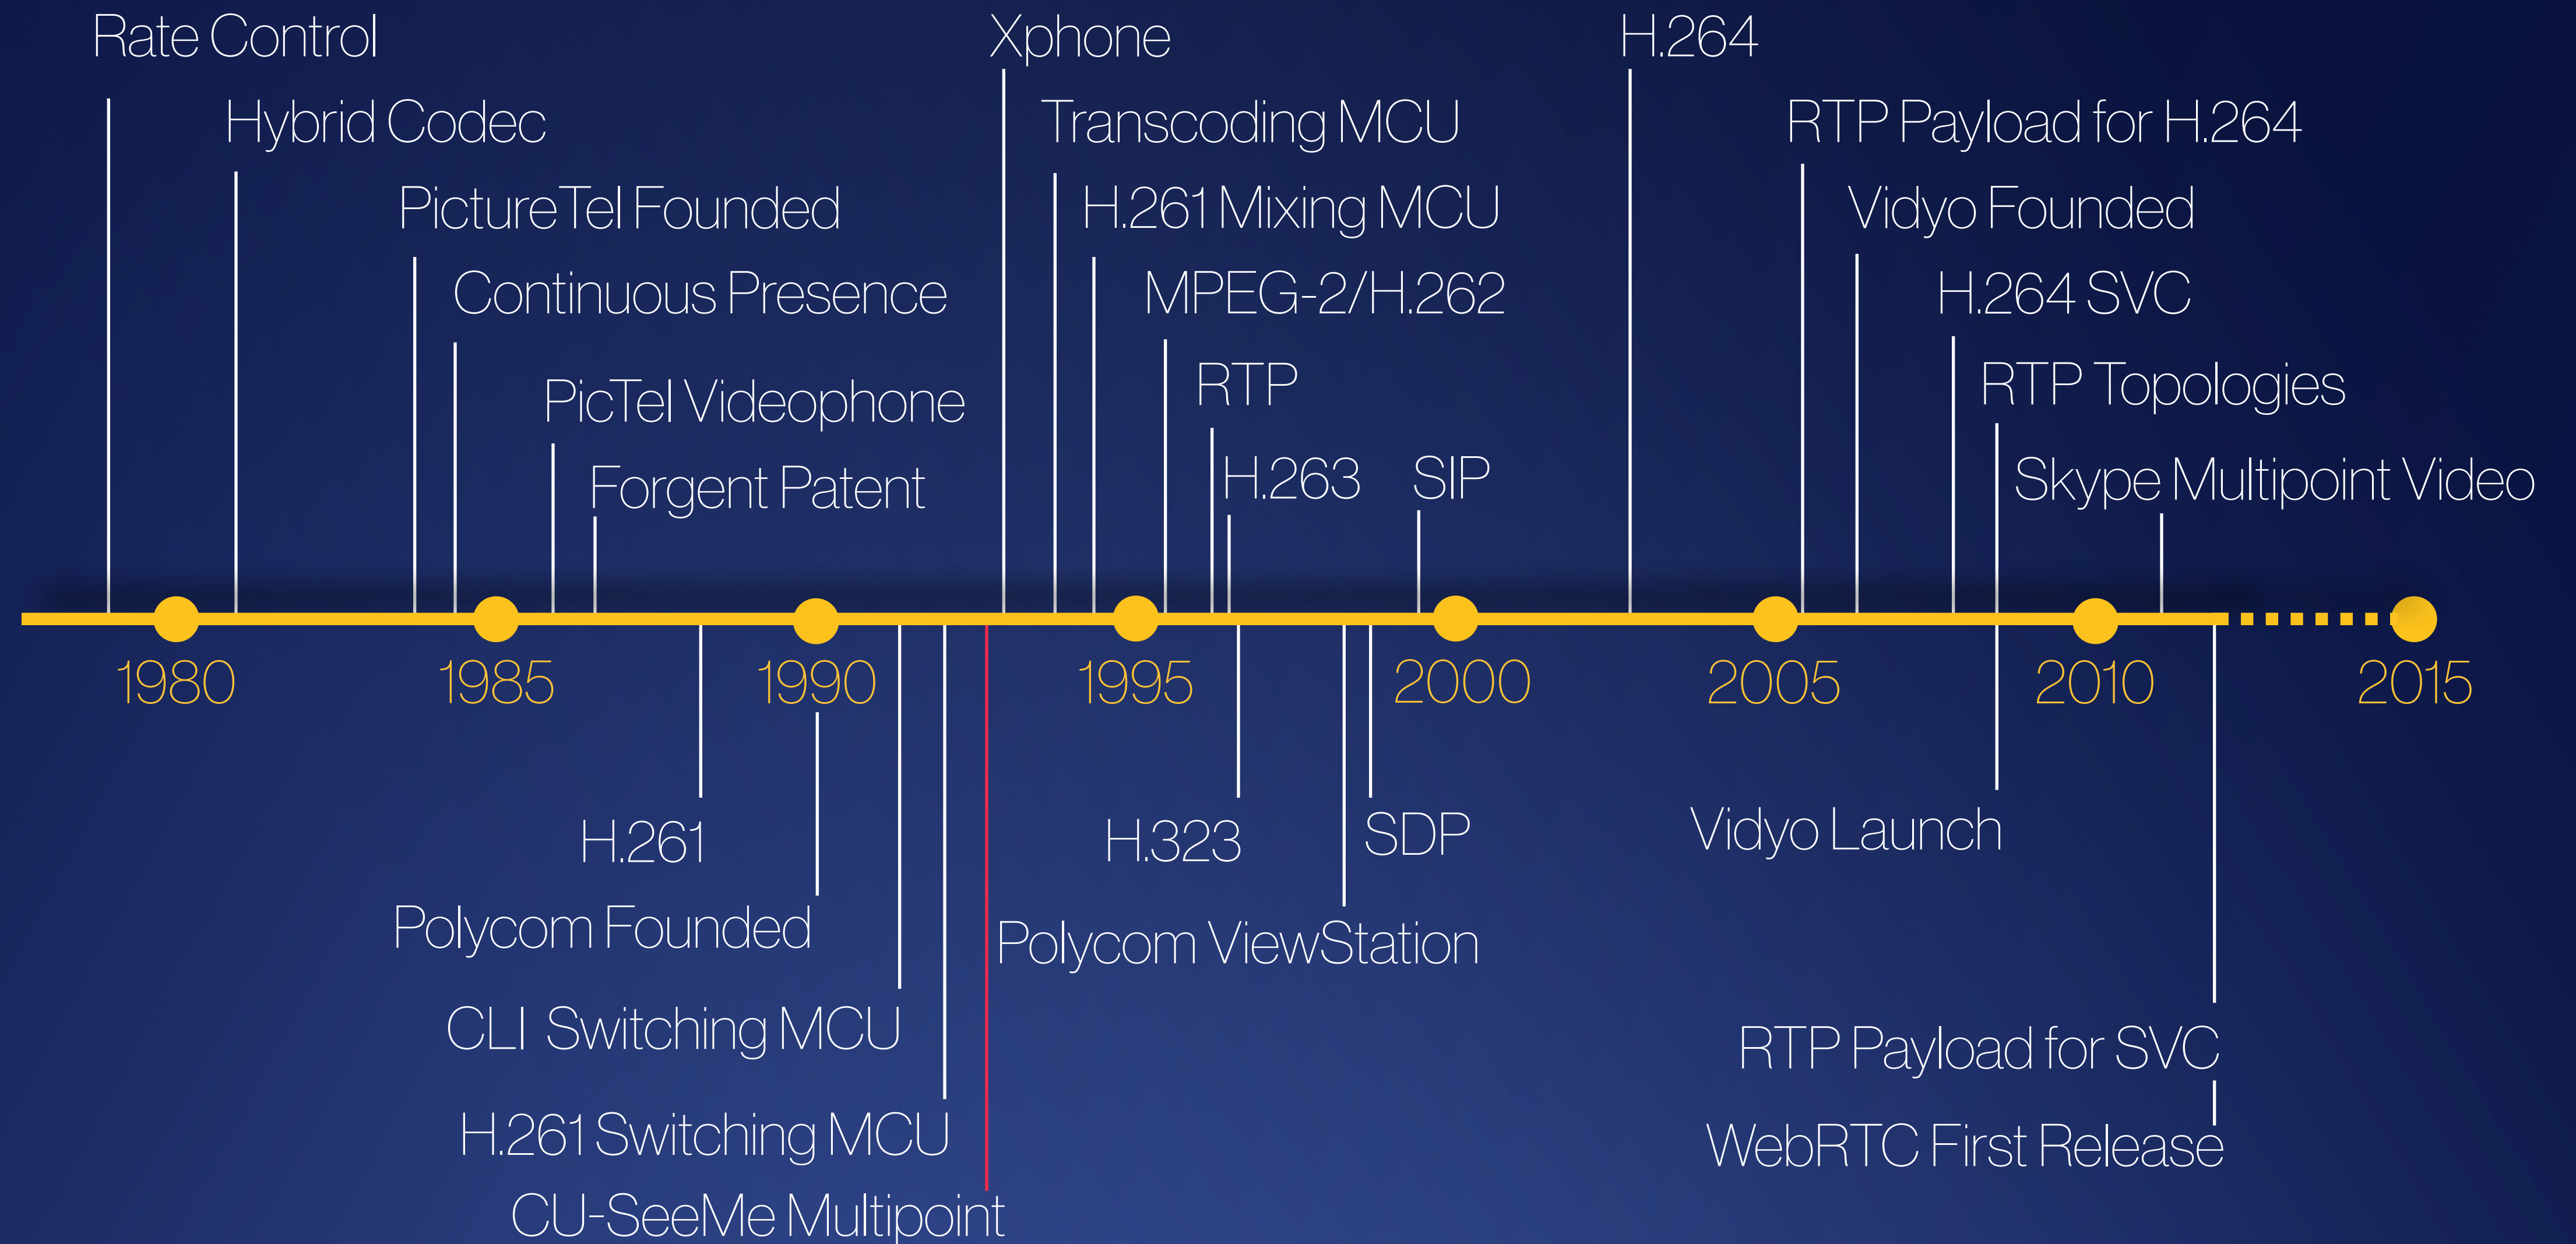 Rate Control
Xphone
H.264
Hybrid Codec
Transcoding MCU
RTP Payload for H.264
PictureTel Founded
H.261 Mixing MCU
Vidyo Founded
Continuous Presence
MPEG-2/H.262
H.264 SVC
PicTel Videophone
RTP
RTP Topologies
Forgent Patent
H.263
SIP
Skype Multipoint Video
1980
1985
1990
1995
2000
2005
2010
2015
H.261
H.323
SDP
Vidyo Launch
Polycom Founded
Polycom ViewStation
CLI Switching MCU
RTP Payload for SVC
H.261 Switching MCU
WebRTC First Release
CU-SeeMe Multipoint